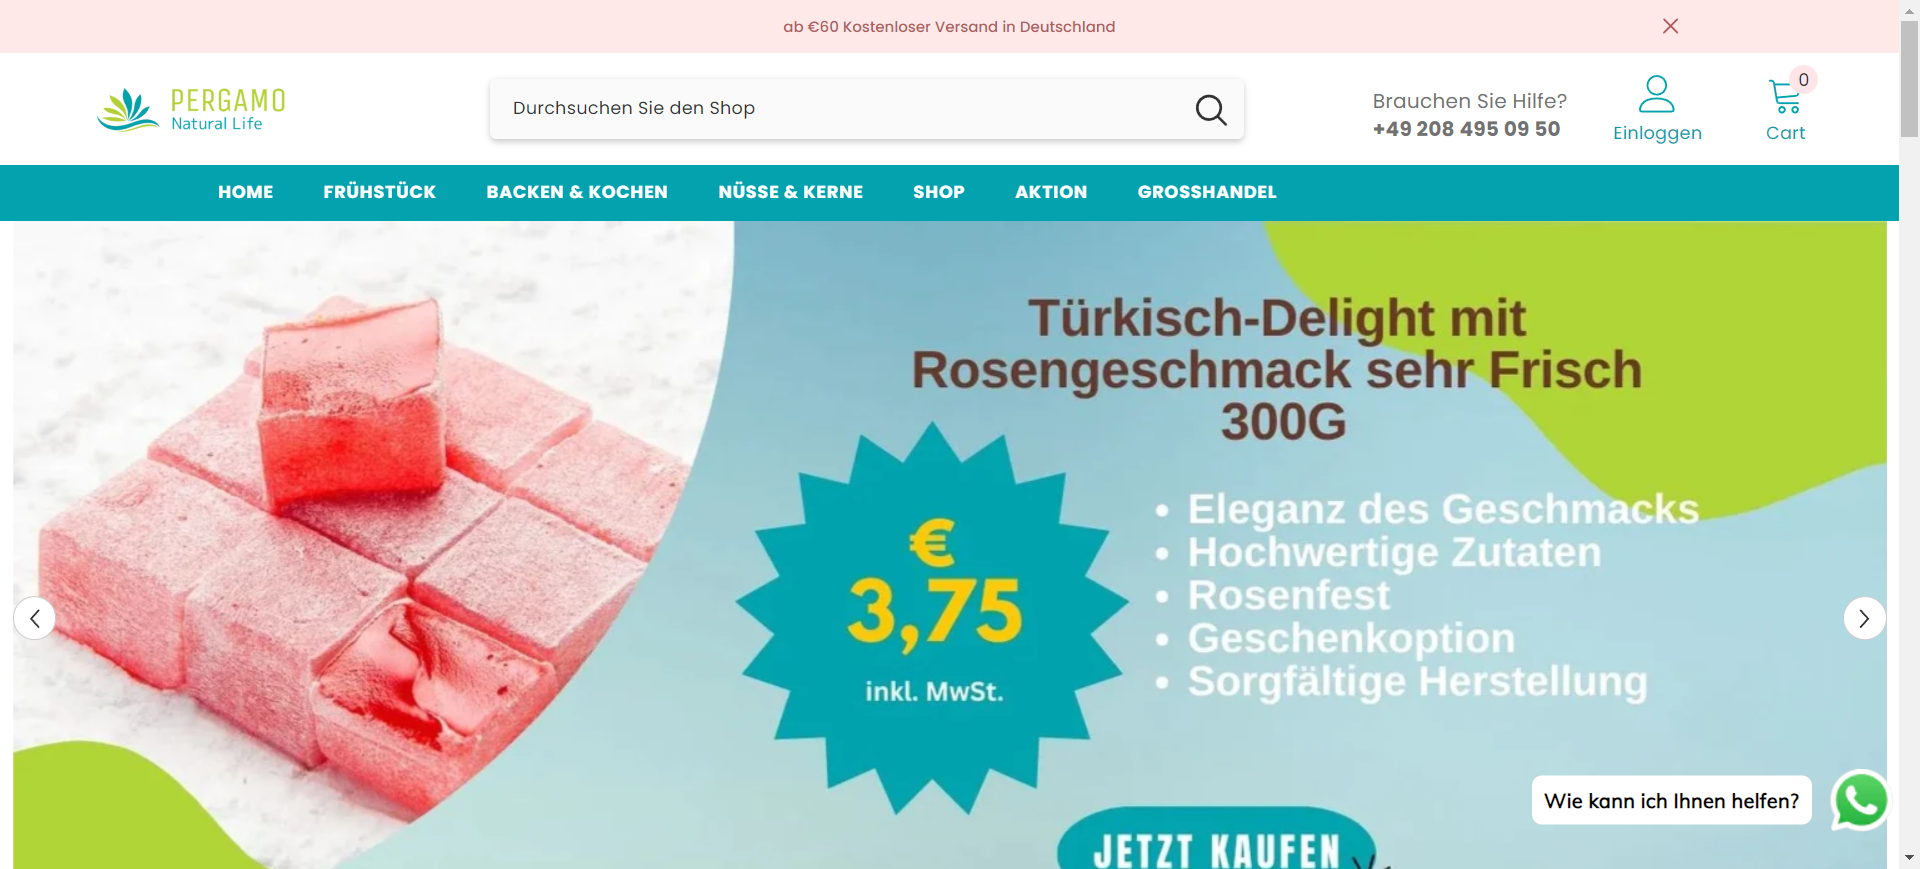 ab €60 Kostenloser Versand in Deutschland
PERGAMO
Natural Life
Durchsuchen Sie den Shop
Brauchen Sie Hilfe?
+49 208 495 09 50
Einloggen
0
Cart
HOME FRÜHSTÜCK BACKEN & KOCHEN NÜSSE & KERNE SHOP AKTION GROSSHANDEL
Türkisch-Delight mit
Rosengeschmack sehr Frisch
300G
€
3,75
inkl. MwSt.
• Eleganz des Geschmacks
• Hochwertige Zutaten
• Rosenfest
• Geschenkoption
• Sorgfältige Herstellung
Wie kann ich Ihnen helfen?
JETZT KAUFEN